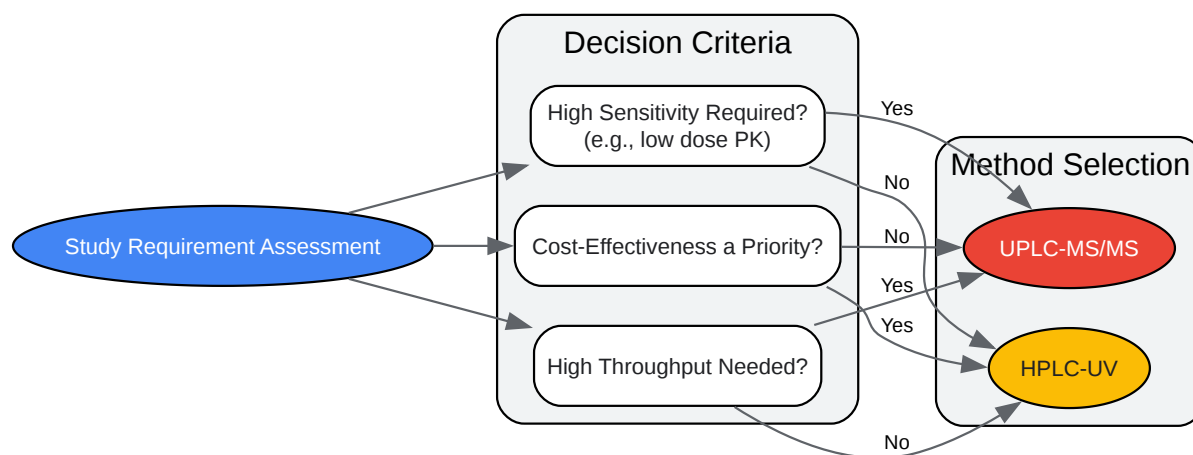 Decision Criteria
High Sensitivity Required?
(e.g., low dose PK)
Yes
No
Method Selection
Study Requirement Assessment
Cost-Effectiveness a Priority?
No
UPLC-MS/MS
Yes
Yes
High Throughput Needed?
HPLC-UV
No